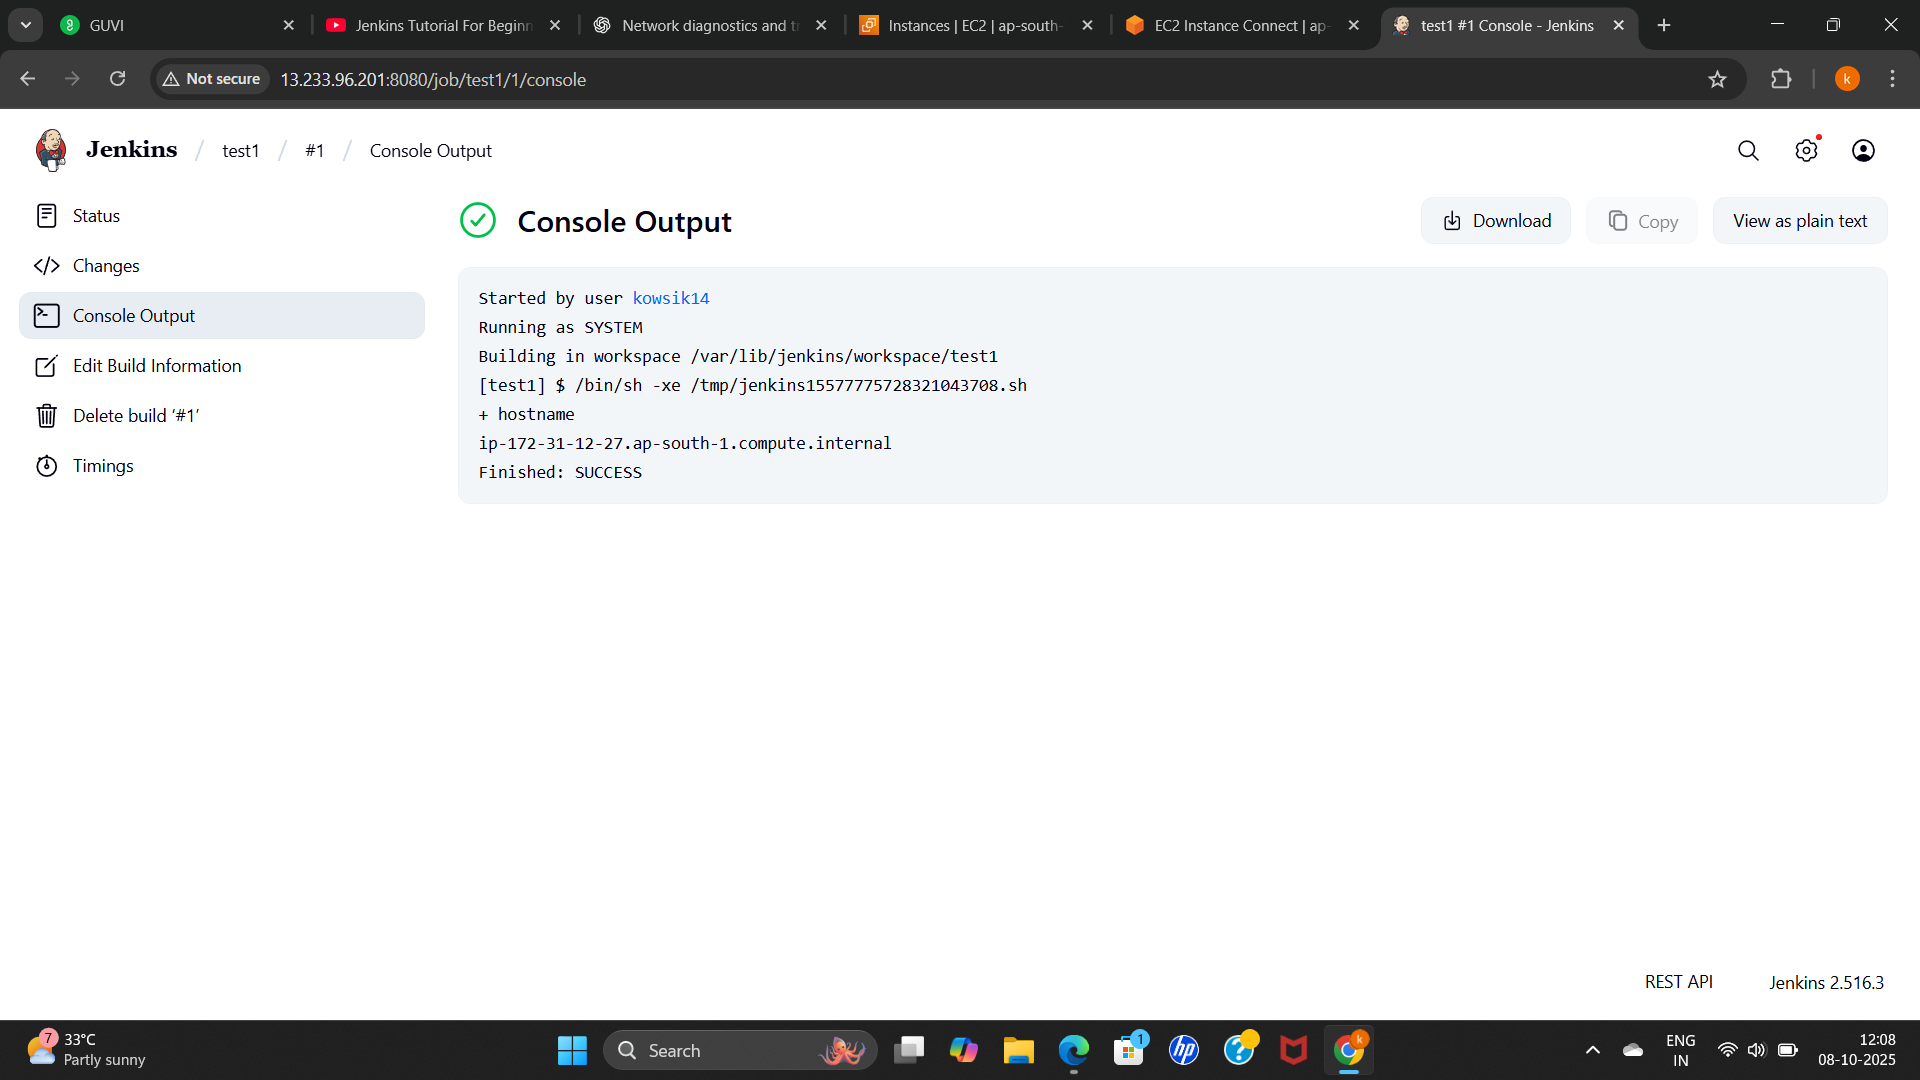 GUVI
Jenkins Tutorial For Beginn
Network diagnostics and t
Instances | EC2 | ap-south-
EC2 Instance Connect | ap-
test1 #1 Console - Jenkins
Not secure
13.233.96.201:8080/job/test1/1/console
k
Jenkins / test1 / #1 / Console Output
Status
Changes
Console Output
Edit Build Information
Delete build ‘#1’
Timings
Console Output
Download
Copy
View as plain text
Started by user kowsik14
Running as SYSTEM
Building in workspace /var/lib/jenkins/workspace/test1
[test1] $ /bin/sh -xe /tmp/jenkins15577775728321043708.sh
+ hostname
ip-172-31-12-27.ap-south-1.compute.internal
Finished: SUCCESS
REST API
Jenkins 2.516.3
7
33°C
Partly sunny
Search
1
hp
?
k
ENG
IN
12:08
08-10-2025